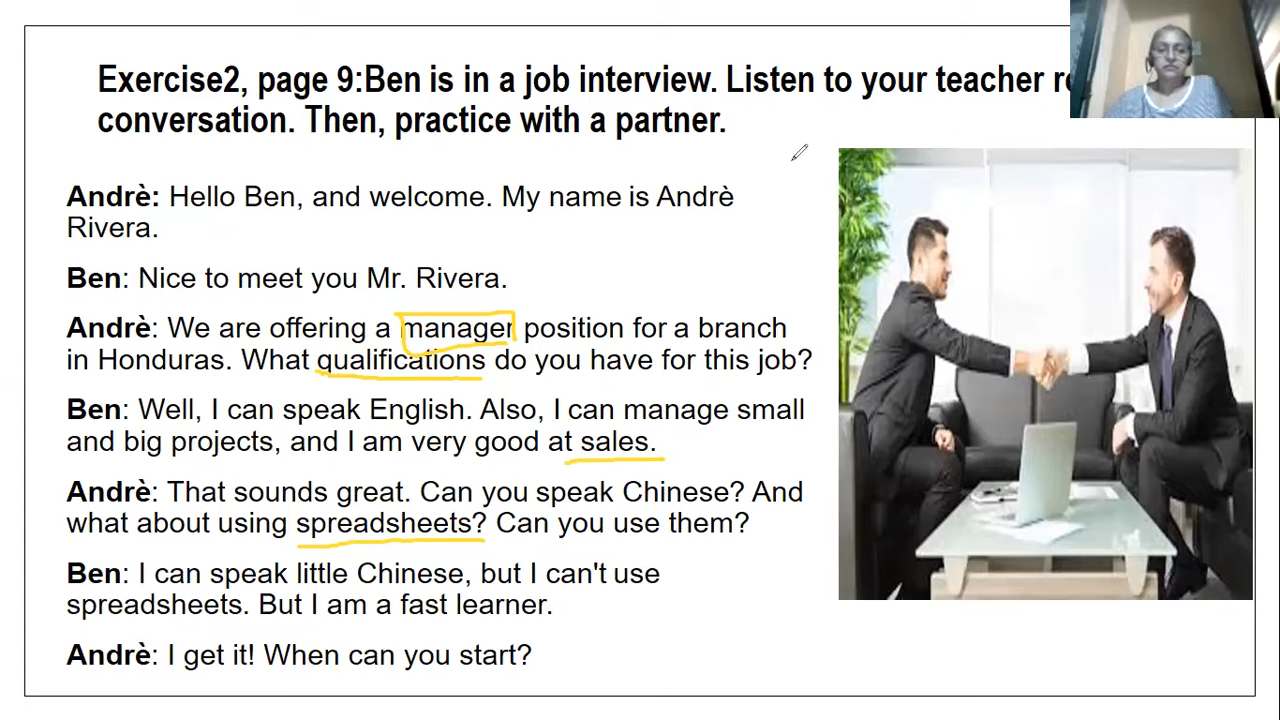 Exercise2, page 9:Ben is in a job interview. Listen to your teacher
conversation. Then, practice with a partner.
Andrè: Hello Ben, and welcome. My name is Andrè
Rivera.
Ben: Nice to meet you Mr. Rivera.
Andrè: We are offering a manager position for a branch
in Honduras. What qualifications do you have for this job?
Ben: Well, I can speak English. Also, I can manage small
and big projects, and I am very good at sales.
Andrè: That sounds great. Can you speak Chinese? And
what about using spreadsheets? Can you use them?
Ben: I can speak little Chinese, but I can't use
spreadsheets. But I am a fast learner.
Andrè: I get it! When can you start?